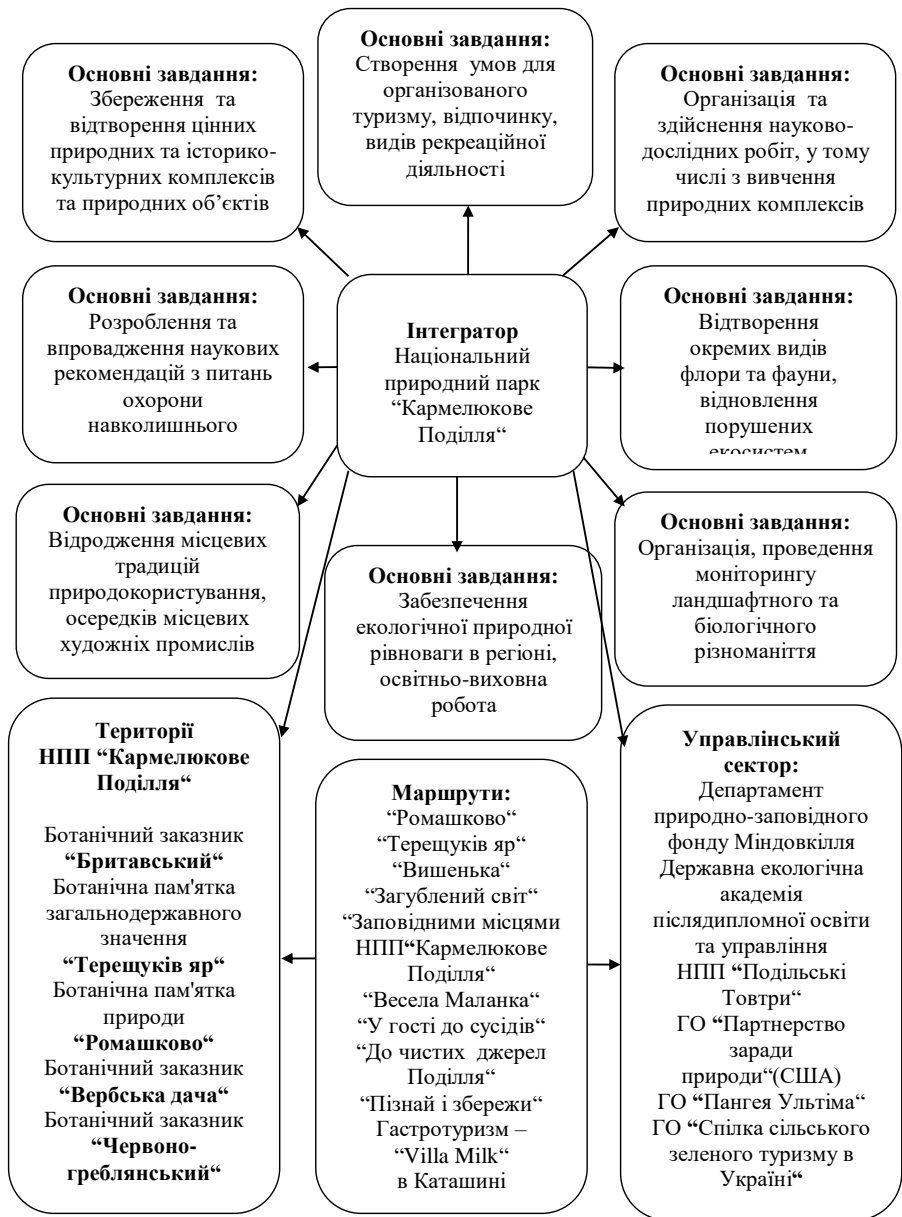 Основні завдання:
Збереження та
відтворення цінних
природних та історико-
культурних комплексів
та природних об’єктів
Основні завдання:
Створення умов для
організованого
туризму, відпочинку,
видів рекреаційної
діяльності
Основні завдання:
Організація та
здійснення науково-
дослідних робіт, у тому
числі з вивчення
природних комплексів
Основні завдання:
Розроблення та
впровадження наукових
рекомендацій з питань
охорони
навколишнього
Інтегратор
Національний
природний парк
“Кармелюкове
Поділля“
Основні завдання:
Відтворення
окремих видів
флори та фауни,
відновлення
порушених
екосистем
Основні завдання:
Відродження місцевих
традицій
природокористування,
осередків місцевих
художніх промислів
Основні завдання:
Забезпечення
екологічної природної
рівноваги в регіоні,
освітньо-виховна
робота
Основні завдання:
Організація, проведення
моніторингу
ландшафтного та
біологічного
різноманіття
Території
НПП “Кармелюкове
Поділля“
Ботанічний заказник
“Бритавський“
Ботанічна пам'ятка
загальнодержавного
значення
“Терещуків яр“
Ботанічна пам'ятка
природи
“Ромашково“
Ботанічний заказник
“Вербська дача“
Ботанічний заказник
“Червоно-
греблянський“
Маршрути:
“Ромашково“
“Терещуків яр“
“Вишенька“
“Загублений світ“
“Заповідними місцями
НПП“Кармелюкове
Поділля“
“Весела Маланка“
“У гості до сусідів“
“До чистих джерел
Поділля“
“Пізнай і збережи“
Гастротуризм –
“Villa Milk“
в Каташині
Управлінський
сектор:
Департамент
природно-заповідного
фонду Міндовкілля
Державна екологічна
академія
післядипломної освіти
та управління
НПП “Подільські
Товтри“
ГО “Партнерство
заради
природи“(США)
ГО “Пангея Ультіма“
ГО “Спілка сільського
зеленого туризму в
Україні“